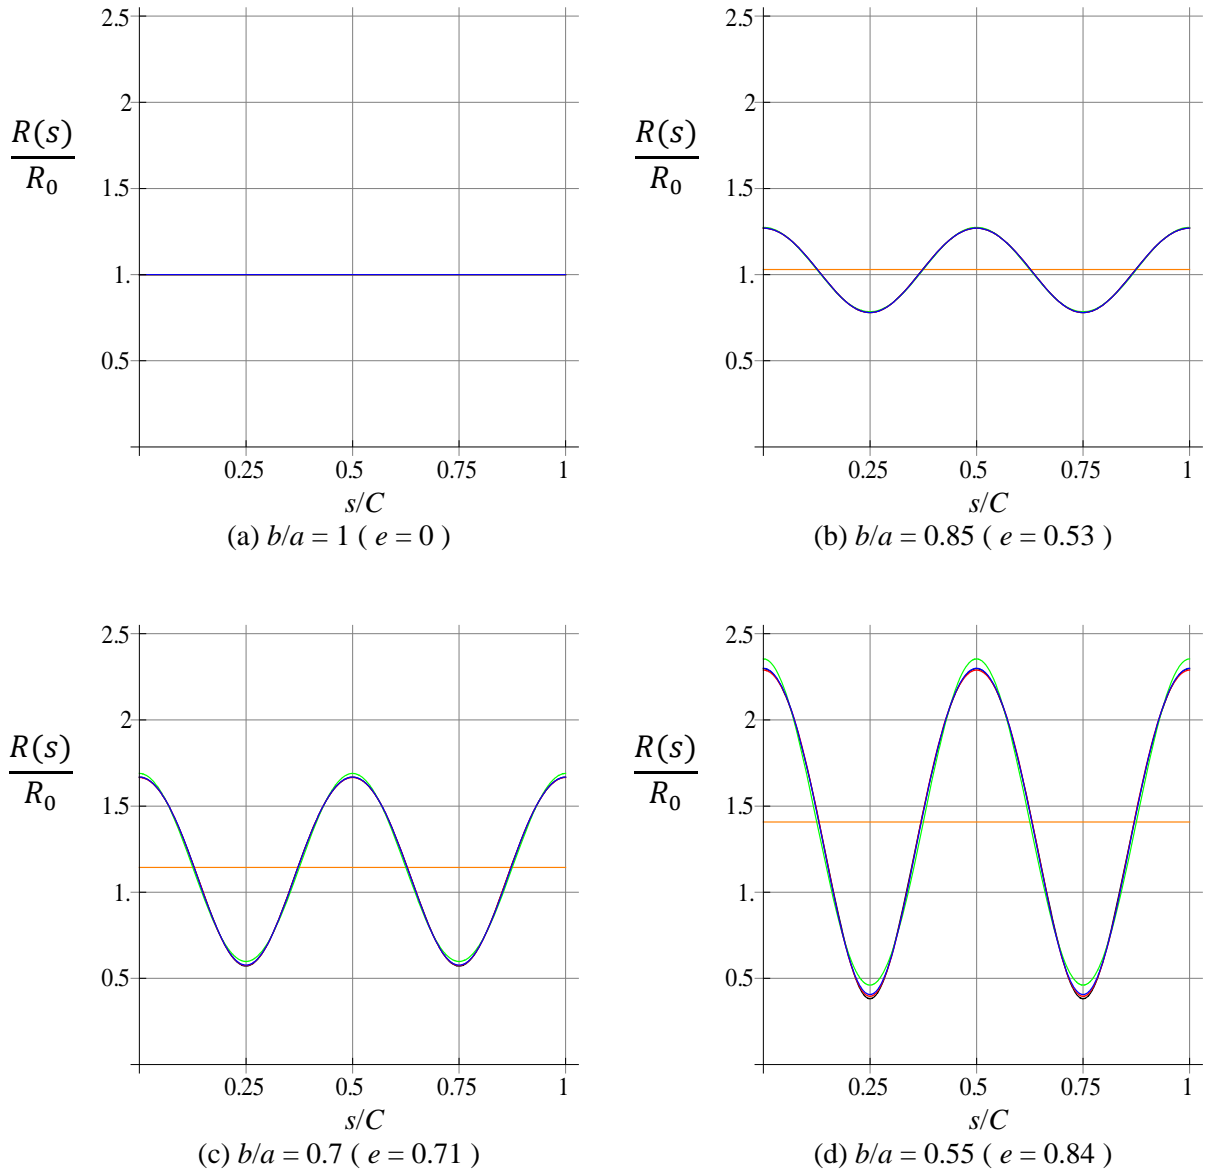 2.5
2
R(s)
R₀
1.5
1.
0.5
0.25 0.5 0.75 1
s/C
(a) b/a = 1 ( e = 0 )
2.5
2
R(s)
R₀
1.5
1.
0.5
0.25 0.5 0.75 1
s/C
(b) b/a = 0.85 ( e = 0.53 )
2.5
2
R(s)
R₀
1.5
1.
0.5
0.25 0.5 0.75 1
s/C
(c) b/a = 0.7 ( e = 0.71 )
2.5
2
R(s)
R₀
1.5
1.
0.5
0.25 0.5 0.75 1
s/C
(d) b/a = 0.55 ( e = 0.84 )